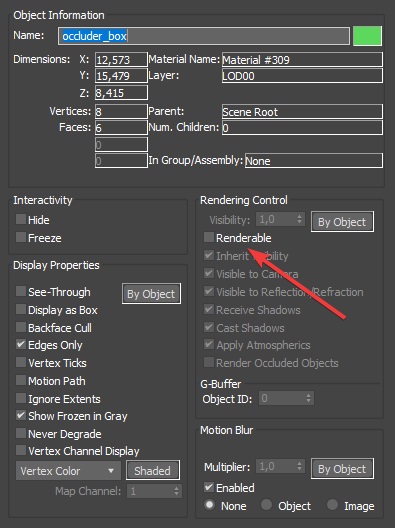 Object Information
Name: occluder_box
Dimensions: X: 12,573 Material Name: Material #309
Y: 15,479 Layer: LOD00
Z: 8,415
Vertices: 8 Parent: Scene Root
Faces: 6 Num. Children: 0
0
0 In Group/Assembly: None
Interactivity
Hide
Freeze
Display Properties
See-Through By Object
Display as Box
Backface Cull
Edges Only
Vertex Ticks
Motion Path
Ignore Extents
Show Frozen in Gray
Never Degrade
Vertex Channel Display
Vertex Color Shaded
Map Channel: 1
Rendering Control
Visibility: 1,0 By Object
Renderable
Inherit Visibility
Visible to Camera
Visible to Reflection/Refraction
Receive Shadows
Cast Shadows
Apply Atmospherics
Render Occluded Objects
G-Buffer
Object ID: 0
Motion Blur
Multiplier: 1,0 By Object
Enabled
None Object Image